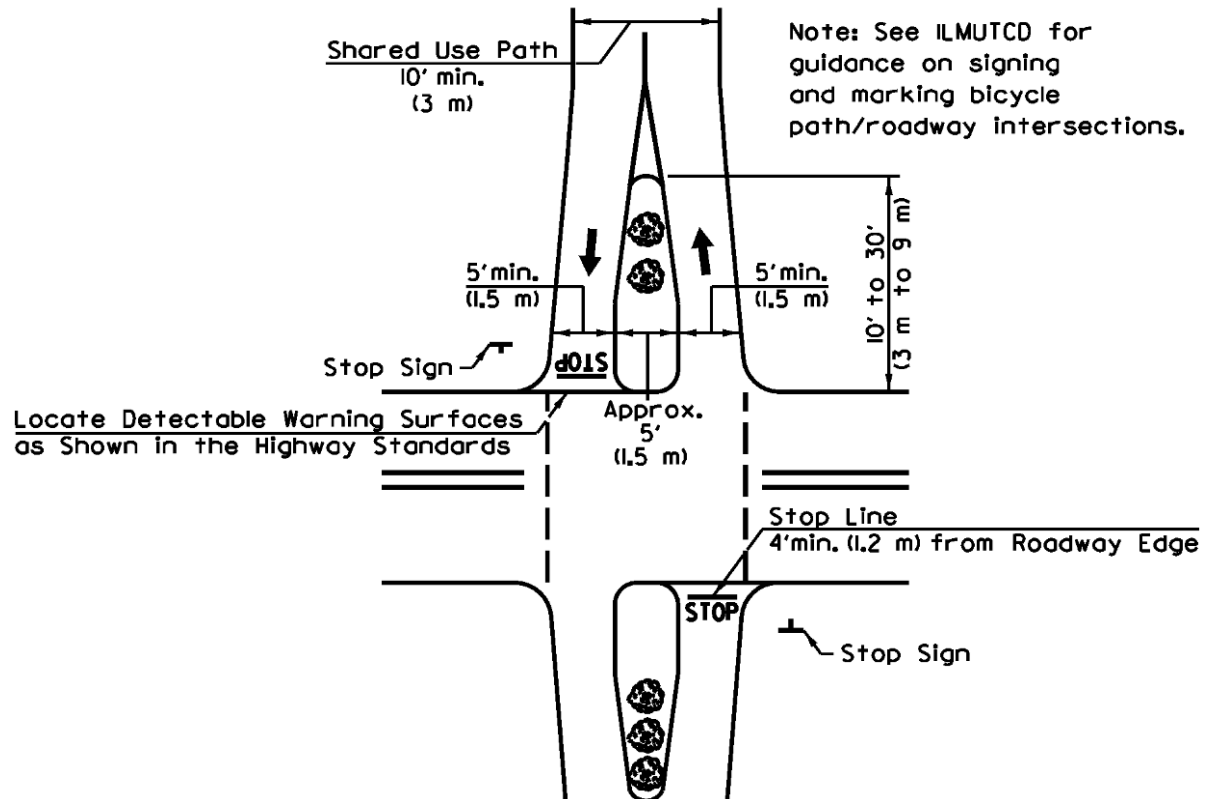 Shared Use Path
10' min.
(3 m)
Note: See ILMUTCD for
guidance on signing
and marking bicycle
path/roadway intersections.
5' min.
(1.5 m)
5' min.
(1.5 m)
10' to 30'
(3 m to 9 m)
Stop Sign
STOP
Locate Detectable Warning Surfaces
as Shown in the Highway Standards
Approx.
5'
(1.5 m)
Stop Line
4' min. (1.2 m) from Roadway Edge
STOP
Stop Sign